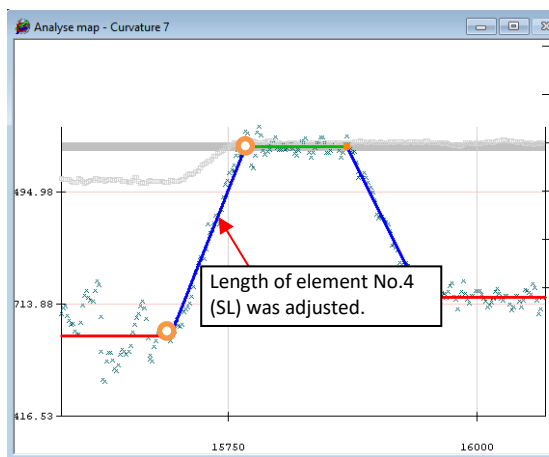 Analyse map - Curvature 7
494.98
Length of element No.4
(SL) was adjusted.
713.88
416.53
15750
16000